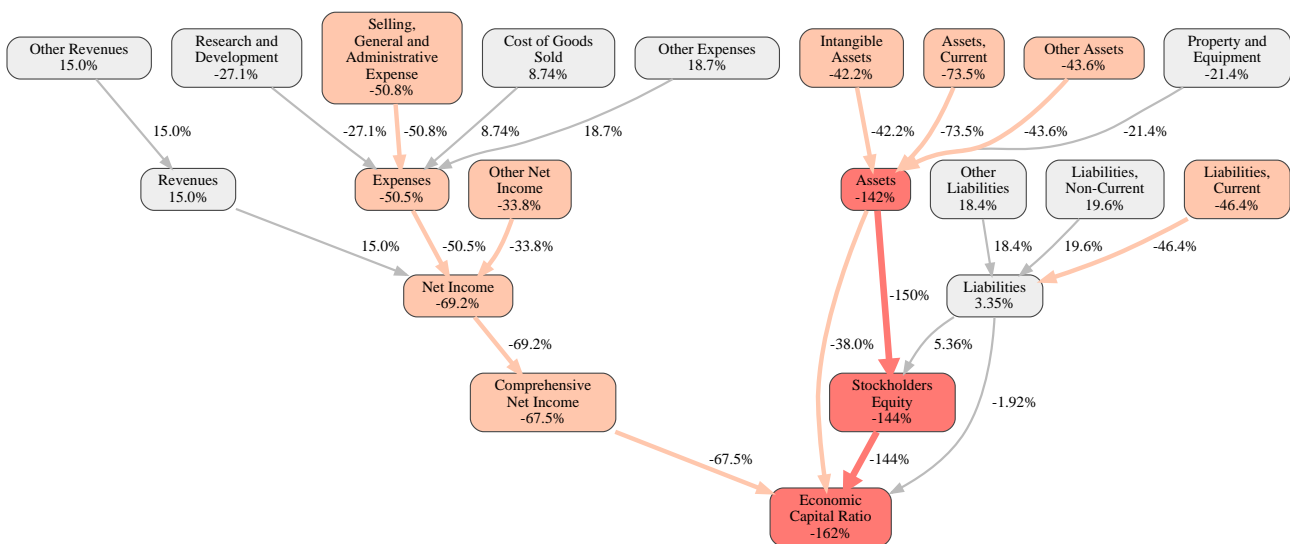 Other Revenues
15.0%
Research and
Development
-27.1%
Selling,
General and
Administrative
Expense
-50.8%
Cost of Goods
Sold
8.74%
Other Expenses
18.7%
Intangible
Assets
-42.2%
Assets,
Current
-73.5%
Other Assets
-43.6%
Property and
Equipment
-21.4%
15.0%
-27.1%
-50.8%
8.74%
18.7%
-42.2%
-73.5%
-43.6%
-21.4%
Revenues
15.0%
Expenses
-50.5%
Other Net
Income
-33.8%
Assets
-142%
Other
Liabilities
18.4%
Liabilities,
Non-Current
19.6%
Liabilities,
Current
-46.4%
15.0%
-50.5%
-33.8%
18.4%
19.6%
-46.4%
Net Income
-69.2%
Liabilities
3.35%
-150%
-69.2%
-38.0%
5.36%
Comprehensive
Net Income
-67.5%
Stockholders
Equity
-144%
-1.92%
-67.5%
-144%
Economic
Capital Ratio
-162%